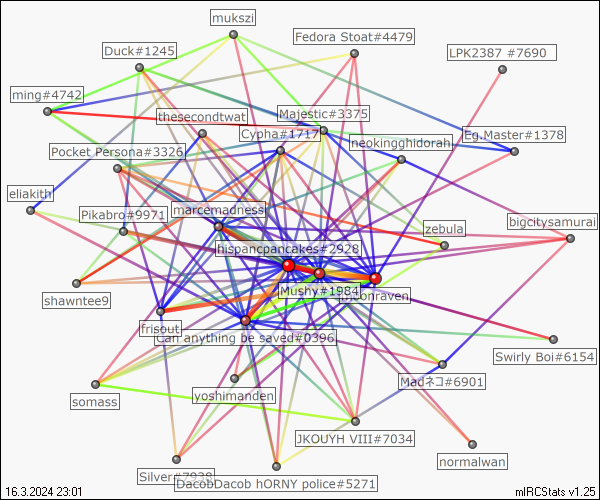 mukszi
Fedora Stoat#4479
Duck#1245
LPK2387 #7690
ming#4742
thesecondtwat
Majestic#3375
Cypha#1717
Eg.Master#1378
neokingghidorah
Pocket Persona#3326
eliakith
Pikabro#9971
marcemadness
bigcitysamurai
zebula
hispancpancakes#2928
Mushy#1984
shawntee9
frisout
Can anything be saved#0396
Swirly Boi#6154
Madネコ#6901
somass
yoshimanden
JKOUYH VIII#7034
normalwan
Silver#7938
DacobDacob hORNY police#5271
16.3.2024 23:01
mIRCStats v1.25